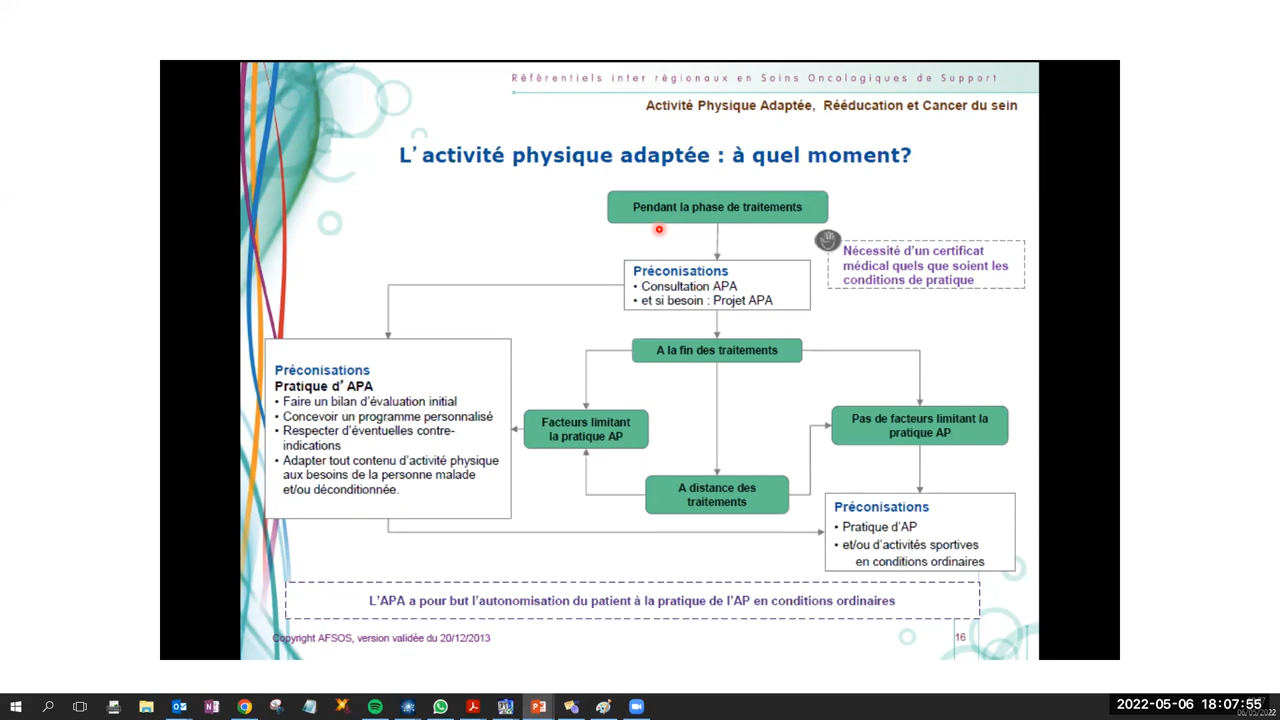 Référentiels inter régionaux en Soins Oncologiques de Support
Activité Physique Adaptée, Rééducation et Cancer du sein
L’activité physique adaptée : à quel moment?
Pendant la phase de traitements
Nécessité d’un certificat
médical quels que soient les
conditions de pratique
Préconisations
• Consultation APA
• et si besoin : Projet APA
A la fin des traitements
Préconisations
Pratique d’ APA
• Faire un bilan d’évaluation initial
• Concevoir un programme personnalisé
• Respecter d’éventuelles contre-
indications
• Adapter tout contenu d’activité physique
aux besoins de la personne malade
et/ou déconditionnée.
Facteurs limitant
la pratique AP
Pas de facteurs limitant la
pratique AP
A distance des
traitements
Préconisations
• Pratique d’AP
• et/ou d’activités sportives
en conditions ordinaires
L’APA a pour but l’autonomisation du patient à la pratique de l’AP en conditions ordinaires
Copyright AFSOS, version validée du 20/12/2013
16
2022-05-06 18:07:55